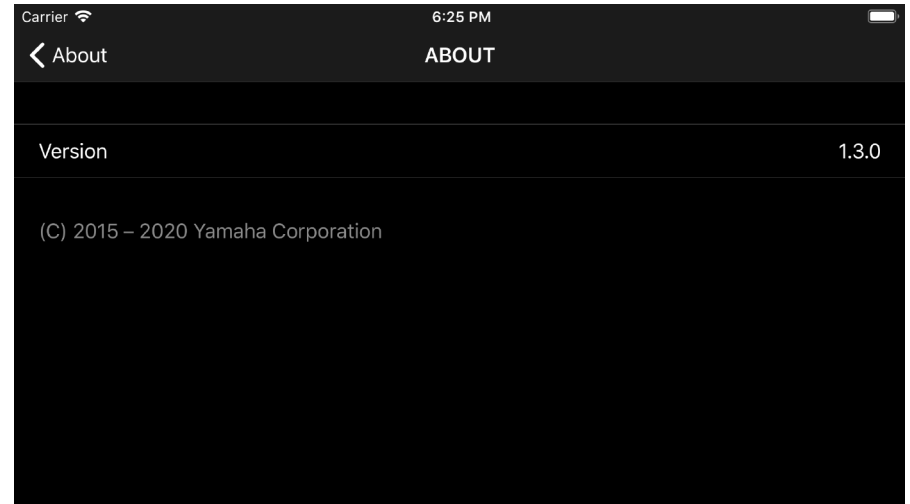 Carrier 6:25 PM
About ABOUT
Version 1.3.0
(C) 2015 – 2020 Yamaha Corporation